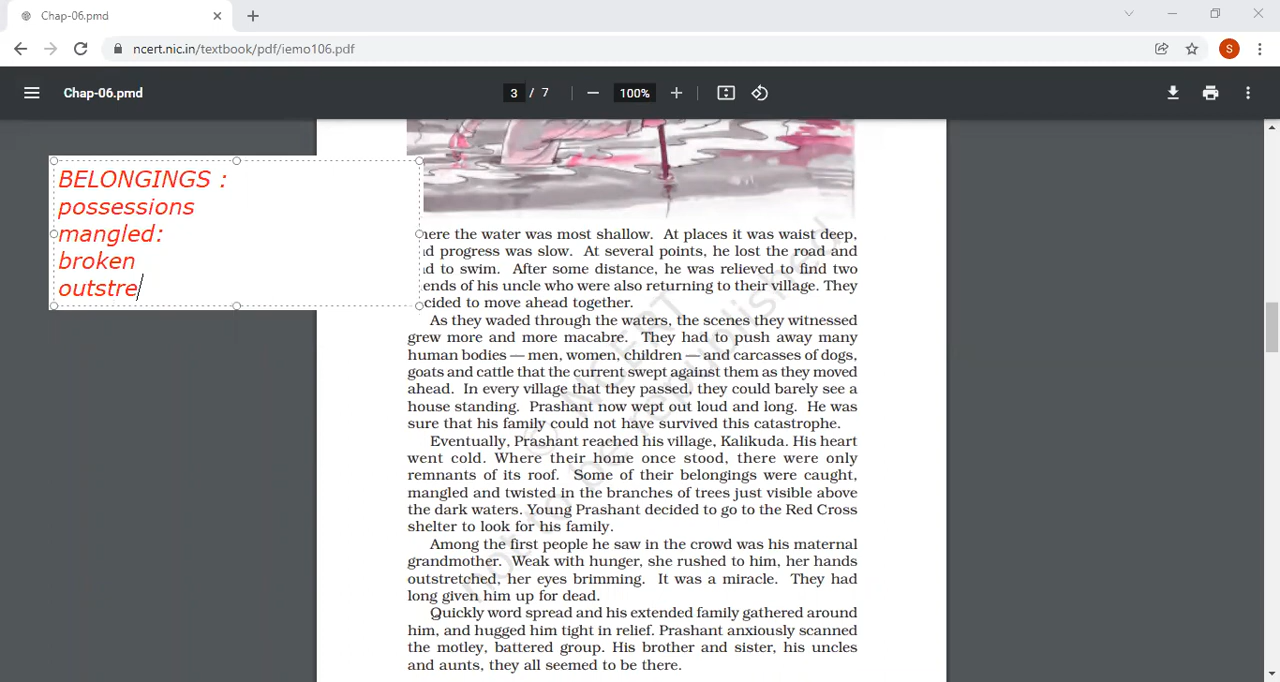 Chap-06.pmd
ncert.nic.in/textbook/pdf/iemo106.pdf
S
Chap-06.pmd
3 / 7
100%
BELONGINGS :
possessions
mangled:
broken
outstre
here the water was most shallow. At places it was waist deep,
d progress was slow. At several points, he lost the road and
d to swim. After some distance, he was relieved to find two
ends of his uncle who were also returning to their village. They
cided to move ahead together.
As they waded through the waters, the scenes they witnessed
grew more and more macabre. They had to push away many
human bodies — men, women, children — and carcasses of dogs,
goats and cattle that the current swept against them as they moved
ahead. In every village that they passed, they could barely see a
house standing. Prashant now wept out loud and long. He was
sure that his family could not have survived this catastrophe.
Eventually, Prashant reached his village, Kalikuda. His heart
went cold. Where their home once stood, there were only
remnants of its roof. Some of their belongings were caught,
mangled and twisted in the branches of trees just visible above
the dark waters. Young Prashant decided to go to the Red Cross
shelter to look for his family.
Among the first people he saw in the crowd was his maternal
grandmother. Weak with hunger, she rushed to him, her hands
outstretched, her eyes brimming. It was a miracle. They had
long given him up for dead.
Quickly word spread and his extended family gathered around
him, and hugged him tight in relief. Prashant anxiously scanned
the motley, battered group. His brother and sister, his uncles
and aunts, they all seemed to be there.
© NCERT
not to be republished